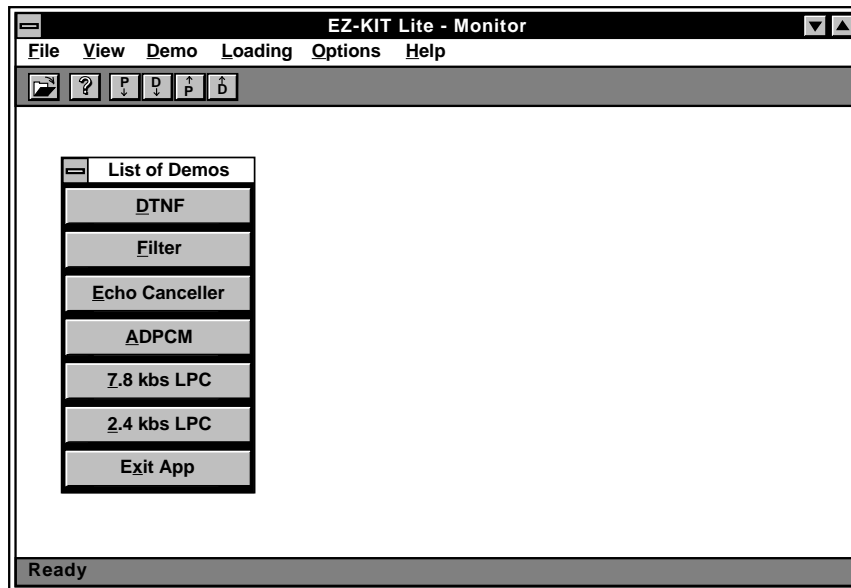 EZ-KIT Lite - Monitor
File View Demo Loading Options Help
? P D P D
List of Demos
DTNF
Filter
Echo Canceller
ADPCM
7.8 kbs LPC
2.4 kbs LPC
Exit App
Ready